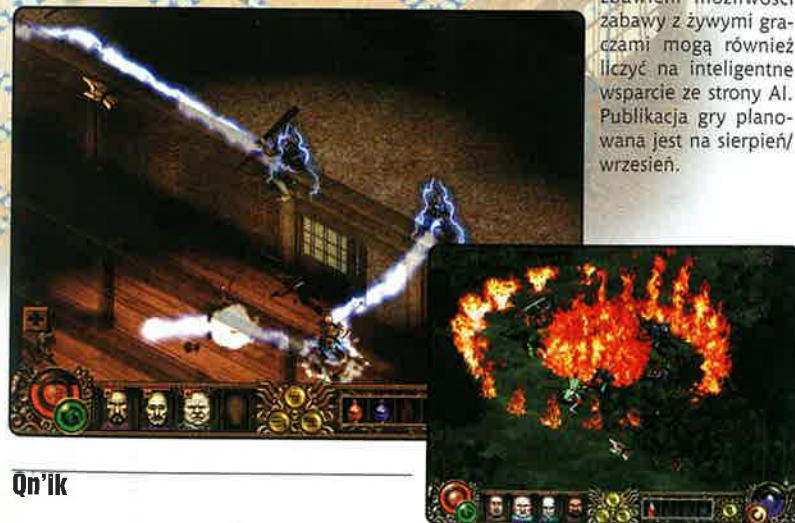 zabawy z żywymi gra-
czami mogą również
liczyć na inteligentne
wsparcie ze strony AI.
Publikacja gry plano-
wana jest na sierpień/
wrzesień.
Qn'ik